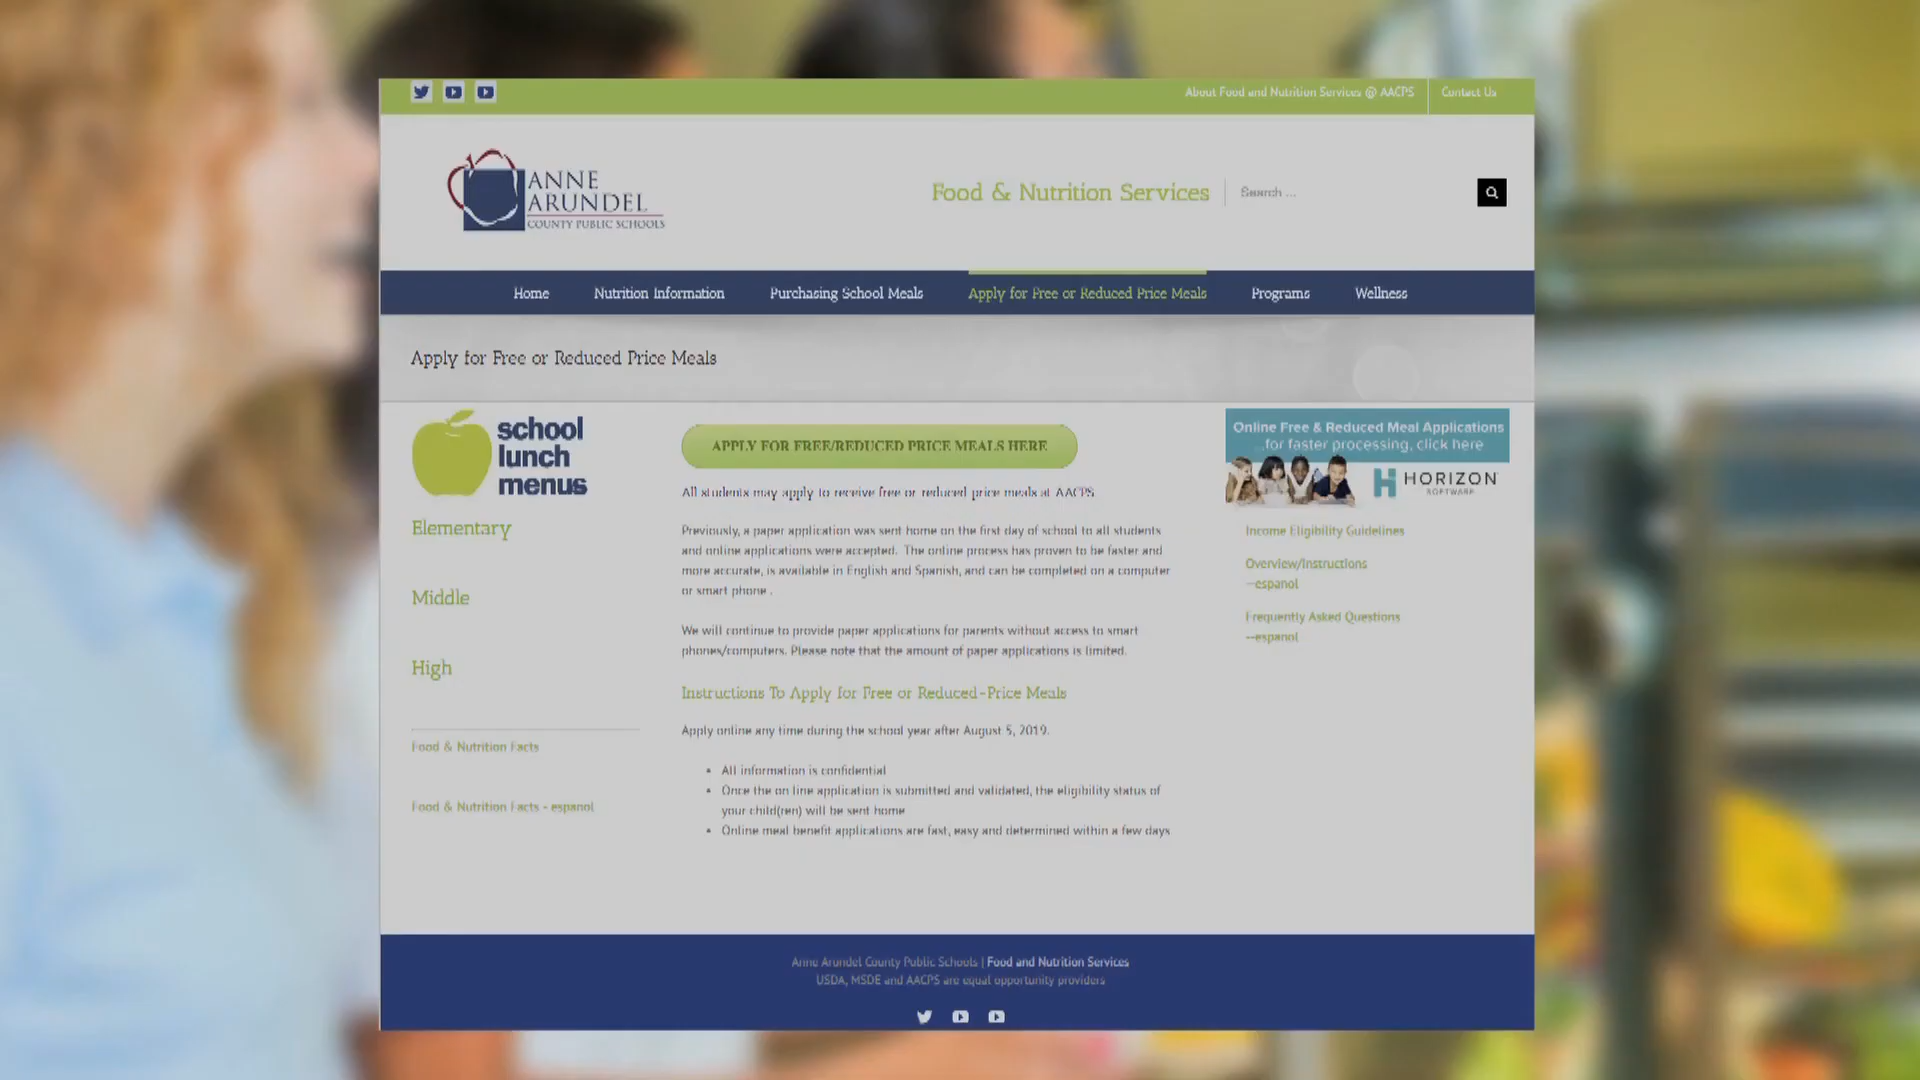 About Food and Nutrition Services @ AACPS
Contact Us
ANNE
ARUNDEL
COUNTY PUBLIC SCHOOLS
Food & Nutrition Services
Search ...
Home
Nutrition Information
Purchasing School Meals
Apply for Free or Reduced Price Meals
Programs
Wellness
Apply for Free or Reduced Price Meals
school
lunch
menus
Elementary
Middle
High
Food & Nutrition Facts
Food & Nutrition Facts - espanol
APPLY FOR FREE/REDUCED PRICE MEALS HERE
All students may apply to receive free or reduced price meals at AACPS
Previously, a paper application was sent home on the first day of school to all students
and online applications were accepted. The online process has proven to be faster and
more accurate, is available in English and Spanish, and can be completed on a computer
or smart phone .
We will continue to provide paper applications for parents without access to smart
phones/computers. Please note that the amount of paper applications is limited.
Instructions To Apply for Free or Reduced-Price Meals
Apply online any time during the school year after August 5, 2019.
• All information is confidential
• Once the on line application is submitted and validated, the eligibility status of
your child(ren) will be sent home
• Online meal benefit applications are fast, easy and determined within a few days
Online Free & Reduced Meal Applications
...for faster processing, click here
HORIZON
SOFTWARE
Income Eligibility Guidelines
Overview/Instructions
--espanol
Frequently Asked Questions
--espanol
Anne Arundel County Public Schools | Food and Nutrition Services
USDA, MSDE and AACPS are equal opportunity providers